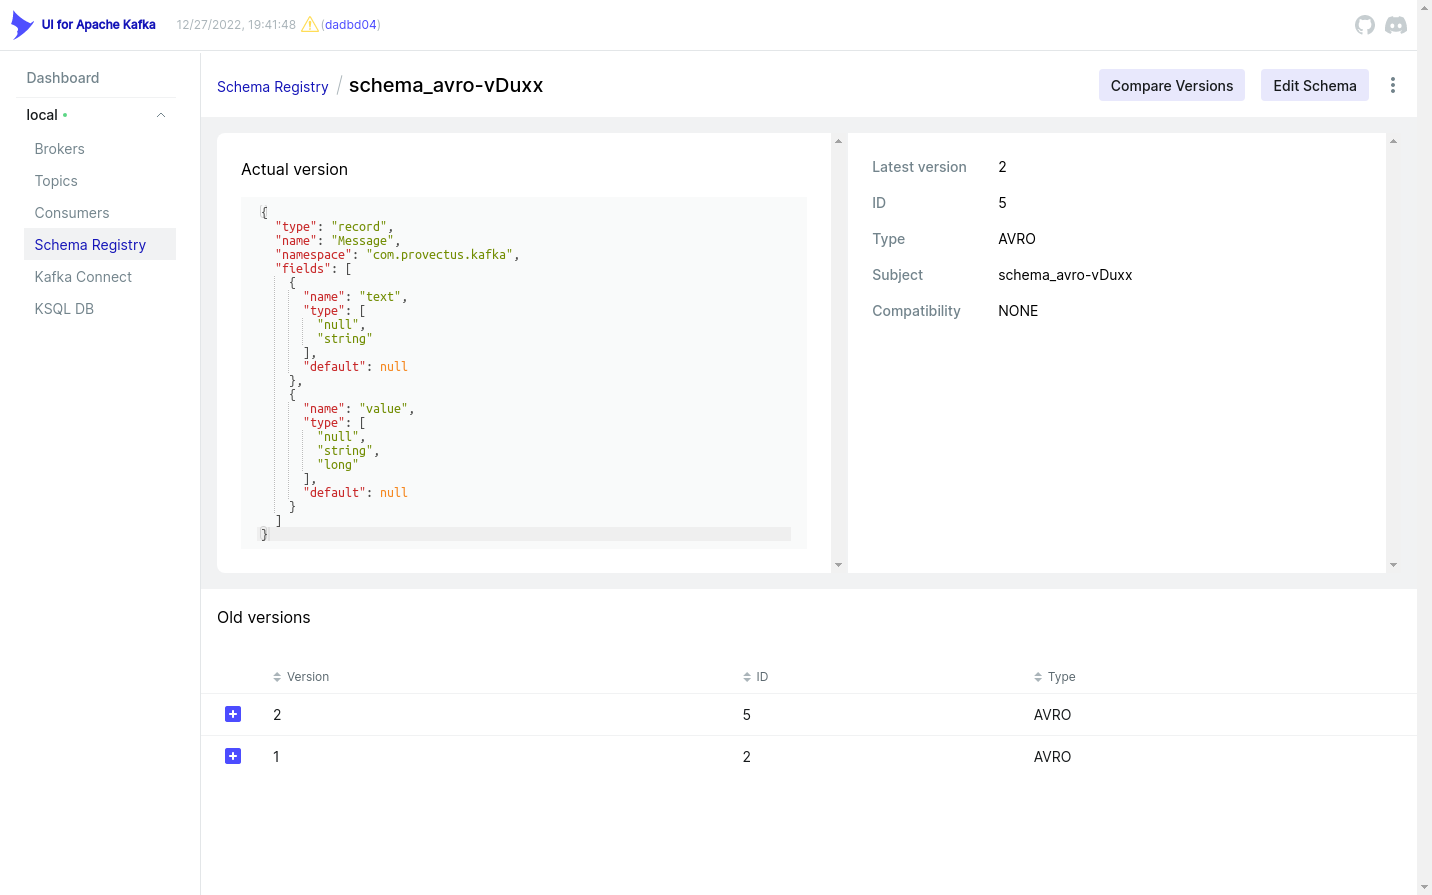 UI for Apache Kafka 12/27/2022, 19:41:48 (dadbd04)
Dashboard
local
Brokers
Topics
Consumers
Schema Registry
Kafka Connect
KSQL DB
Schema Registry / schema_avro-vDuxx
Compare Versions
Edit Schema
Actual version
{
  "type": "record",
  "name": "Message",
  "namespace": "com.provectus.kafka",
  "fields": [
    {
      "name": "text",
      "type": [
        "null",
        "string"
      ],
      "default": null
    },
    {
      "name": "value",
      "type": [
        "null",
        "string",
        "long"
      ],
      "default": null
    }
  ]
}
Latest version 2
ID 5
Type AVRO
Subject schema_avro-vDuxx
Compatibility NONE
Old versions
Version ID Type
2 5 AVRO
1 2 AVRO